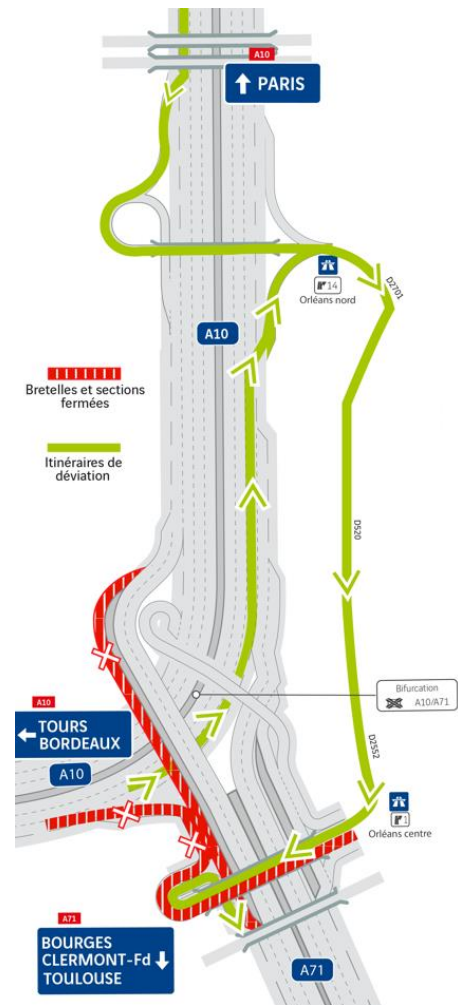 A10
PARIS
14
Orléans nord
D2701
A10
Bretelles et sections
fermées
Itinéraires de
déviation
D520
Bifurcation
A10/A71
A10
TOURS
BORDEAUX
A10
D2552
1
Orléans centre
A71
BOURGES
CLERMONT-Fd
TOULOUSE
A71